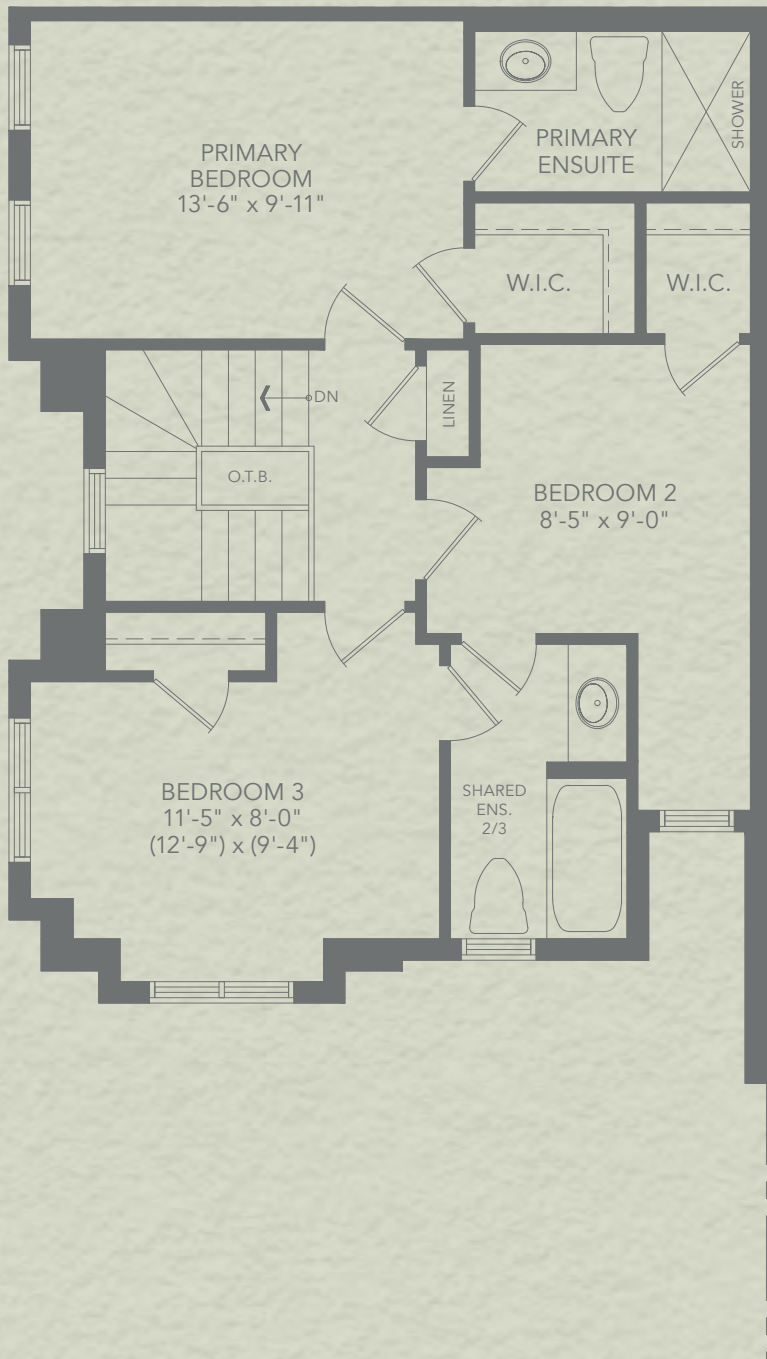 PRIMARY
BEDROOM
13'-6" x 9'-11"
PRIMARY
ENSUITE
SHOWER
W.I.C.
W.I.C.
DN
LINEN
O.T.B.
BEDROOM 2
8'-5" x 9'-0"
BEDROOM 3
11'-5" x 8'-0"
(12'-9") x (9'-4")
SHARED
ENS.
2/3